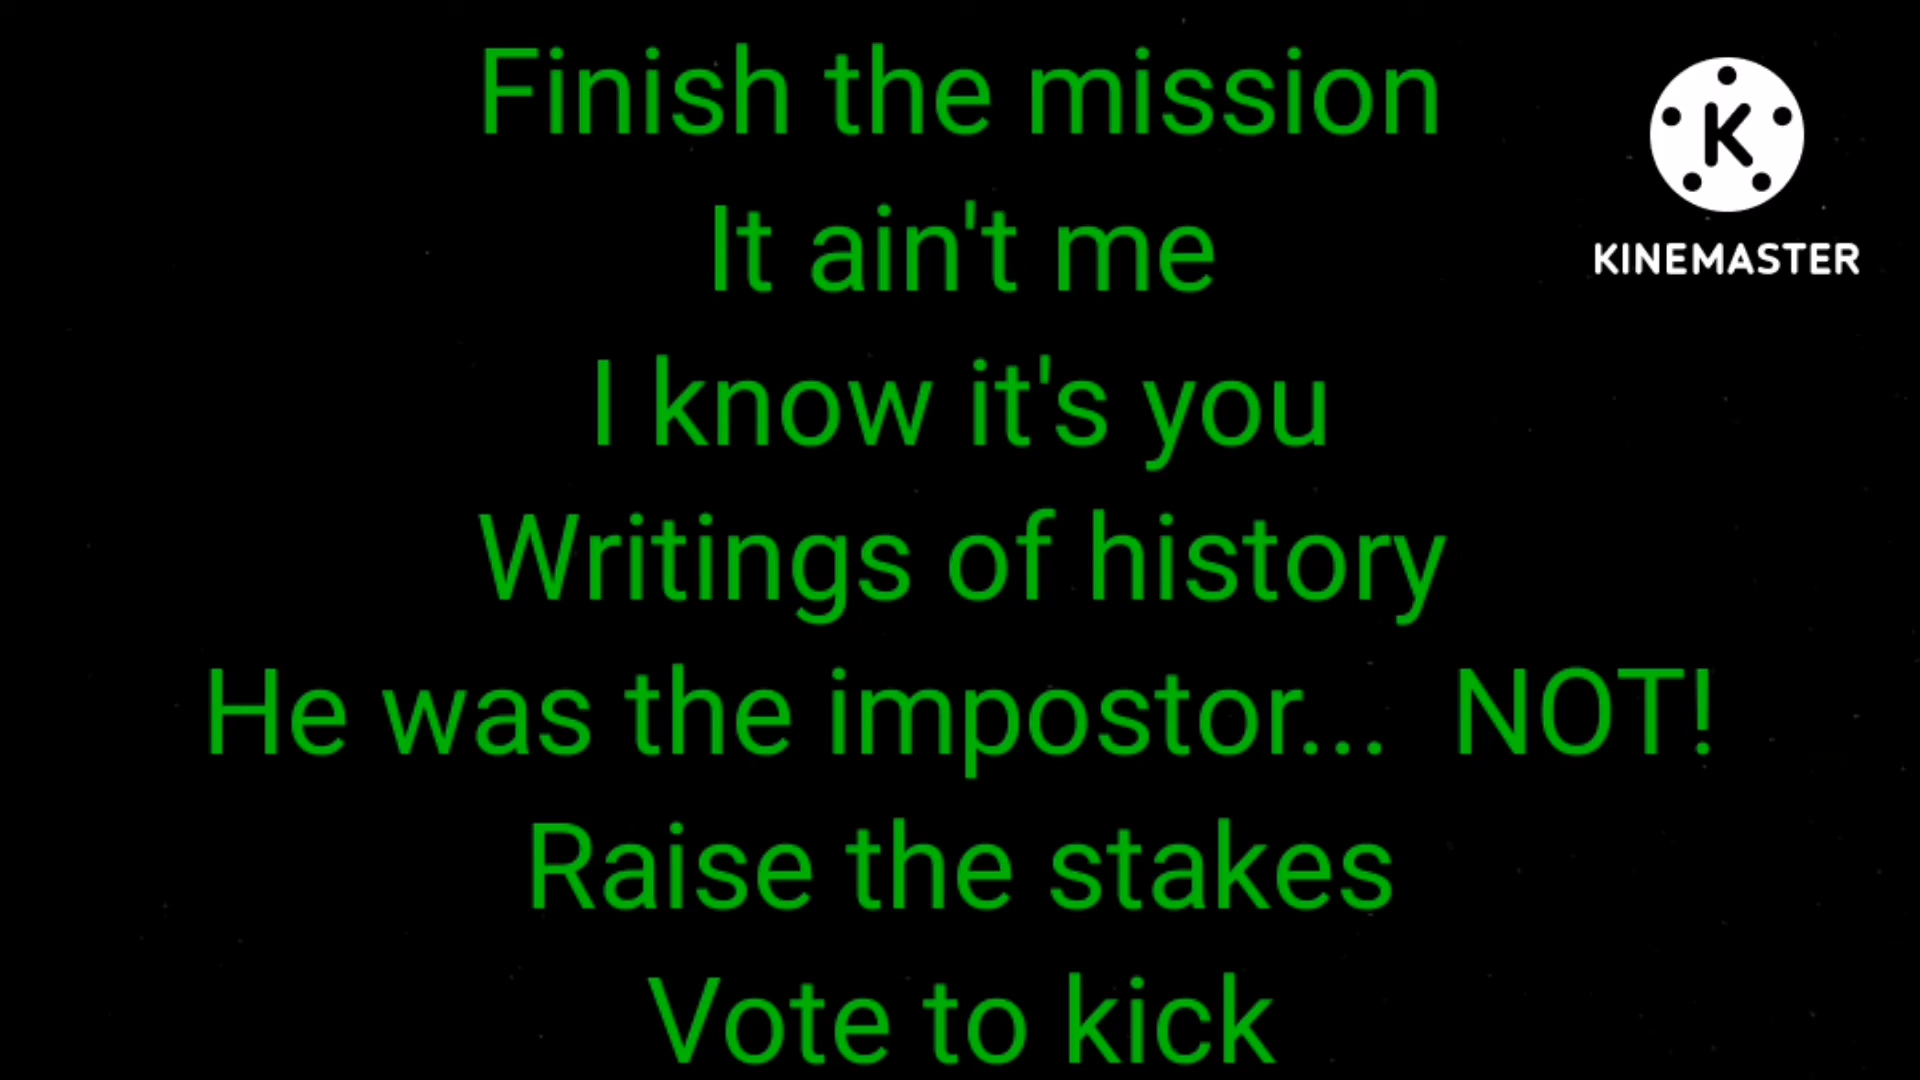 Finish the mission
It ain't me
I know it's you
Writings of history
He was the impostor...  NOT!
Raise the stakes
Vote to kick
K
KINEMASTER